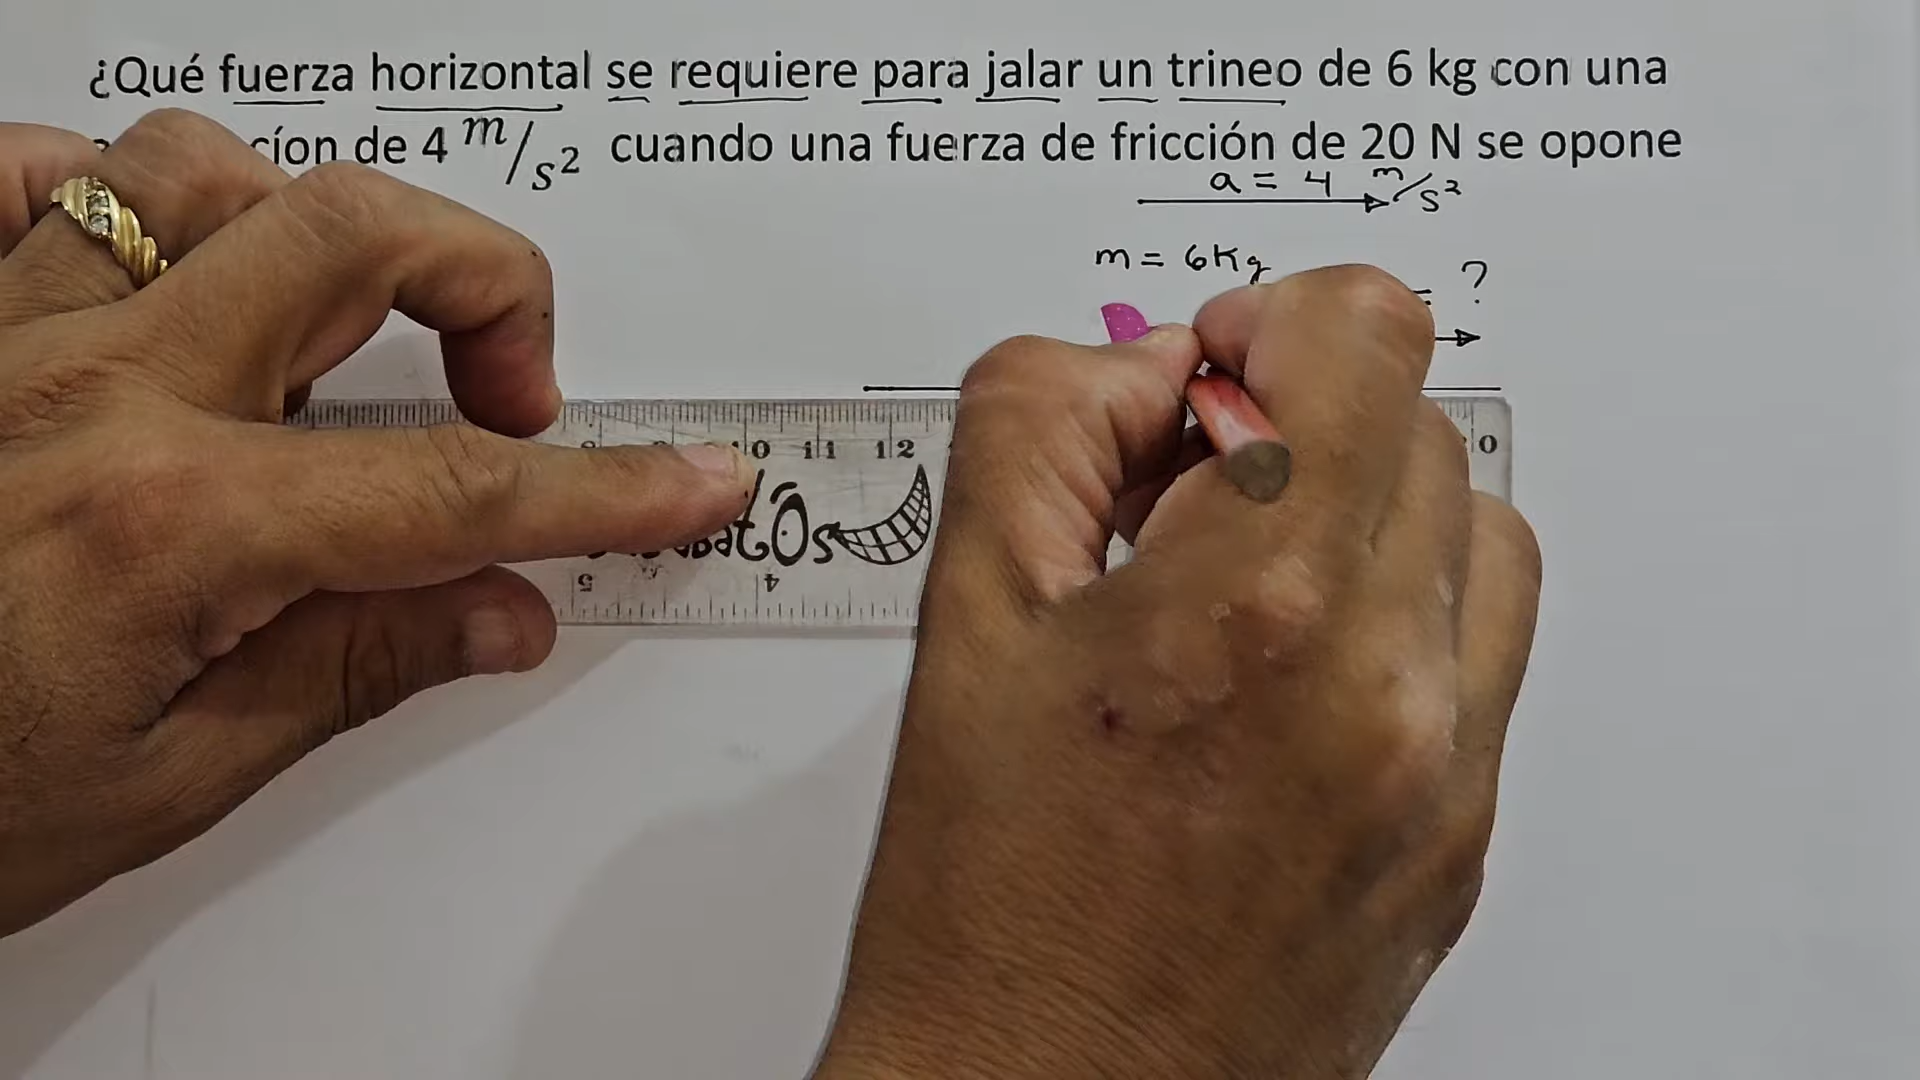 ¿Qué fuerza horizontal se requiere para jalar un trineo de 6 kg con una
cíon de 4 m/s² cuando una fuerza de fricción de 20 N se opone
a = 4 m/s²
m = 6Kg
= ?
10 11 12 0
5 4